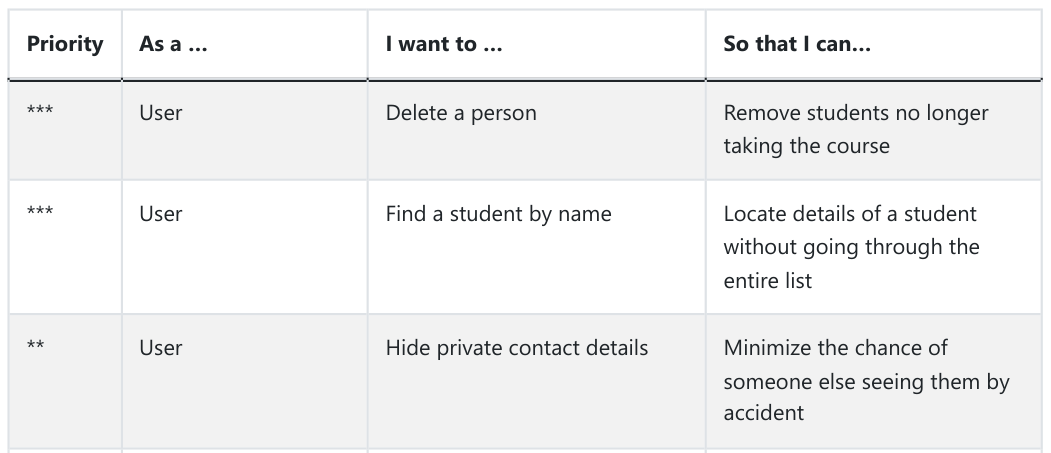 Priority As a ... I want to ... So that I can...
*** User Delete a person Remove students no longer
taking the course
*** User Find a student by name Locate details of a student
without going through the
entire list
** User Hide private contact details Minimize the chance of
someone else seeing them by
accident